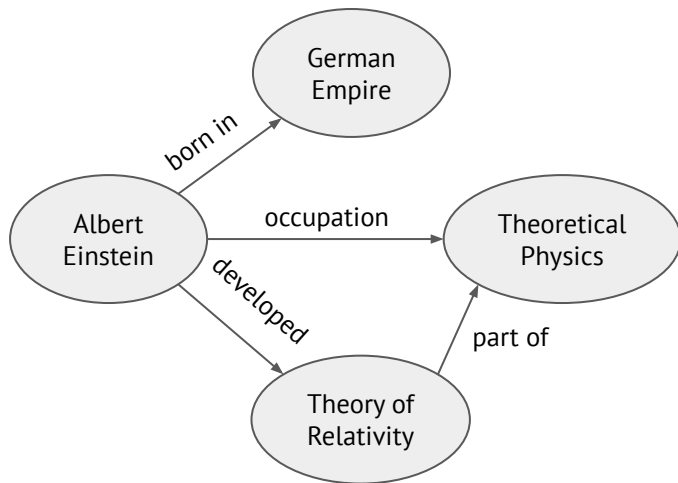 German
Empire
born in
Albert
Einstein
occupation
Theoretical
Physics
developed
part of
Theory of
Relativity